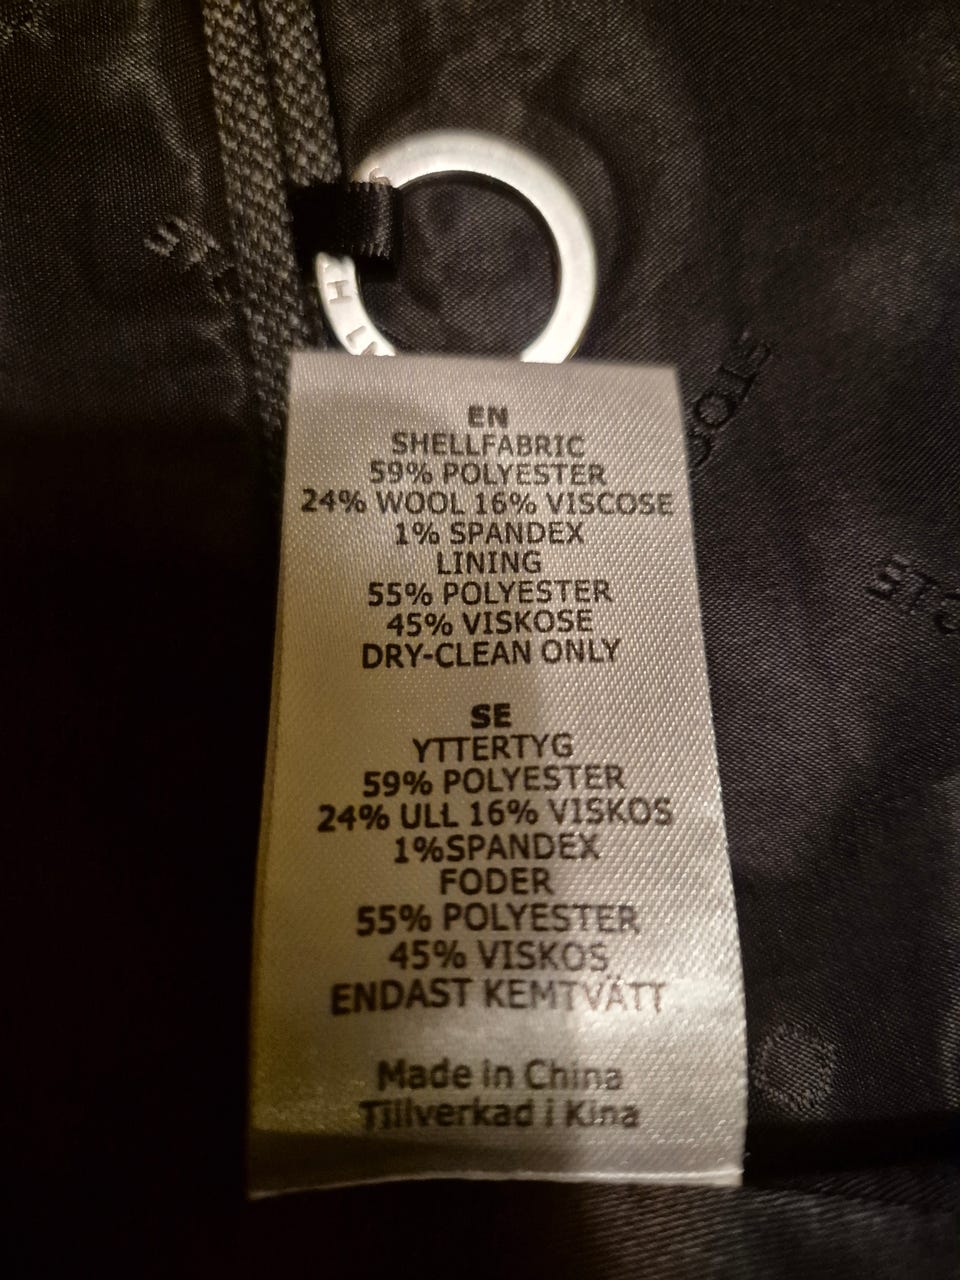 EN
SHELLFABRIC
59% POLYESTER
24% WOOL 16% VISCOSE
1% SPANDEX
LINING
55% POLYESTER
45% VISKOSE
DRY-CLEAN ONLY
SE
YTTERTYG
59% POLYESTER
24% ULL 16% VISKOS
1%SPANDEX
FODER
55% POLYESTER
45% VISKOS
ENDAST KEMTVÄTT
Made in China
Tillverkad i Kina